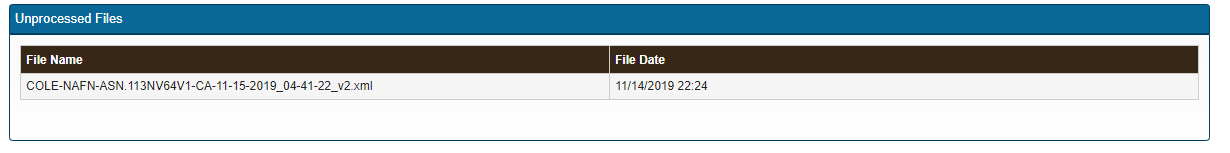 Unprocessed Files
File Name File Date
COLE-NAFN-ASN.113NV64V1-CA-11-15-2019_04-41-22_v2.xml 11/14/2019 22:24